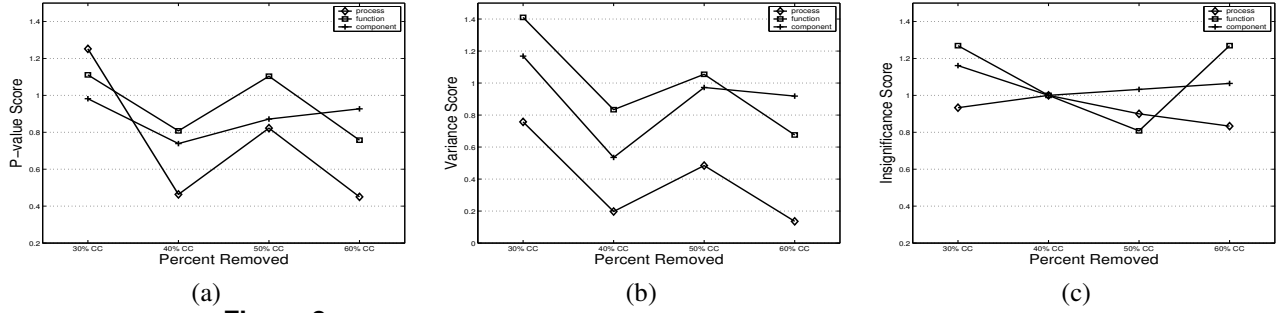 1.4
1.2
1
0.8
0.6
0.4
0.2
P-value Score
process
function
component
30% CC
40% CC
50% CC
60% CC
Percent Removed
(a)
1.4
1.2
1
0.8
0.6
0.4
0.2
0
Variance Score
process
function
component
30% CC
40% CC
50% CC
60% CC
Percent Removed
(b)
1.4
1.2
1
0.8
0.6
0.4
0.2
Insignificance Score
process
function
component
30% CC
40% CC
50% CC
60% CC
Percent Removed
(c)